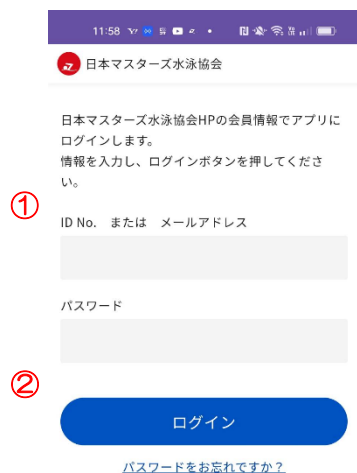 11:58
日本マスターズ水泳協会
日本マスターズ水泳協会HPの会員情報でアプリに
ログインします。
情報を入力し、ログインボタンを押してくださ
い。
①
ID No. または メールアドレス
パスワード
②
ログイン
パスワードをお忘れですか？